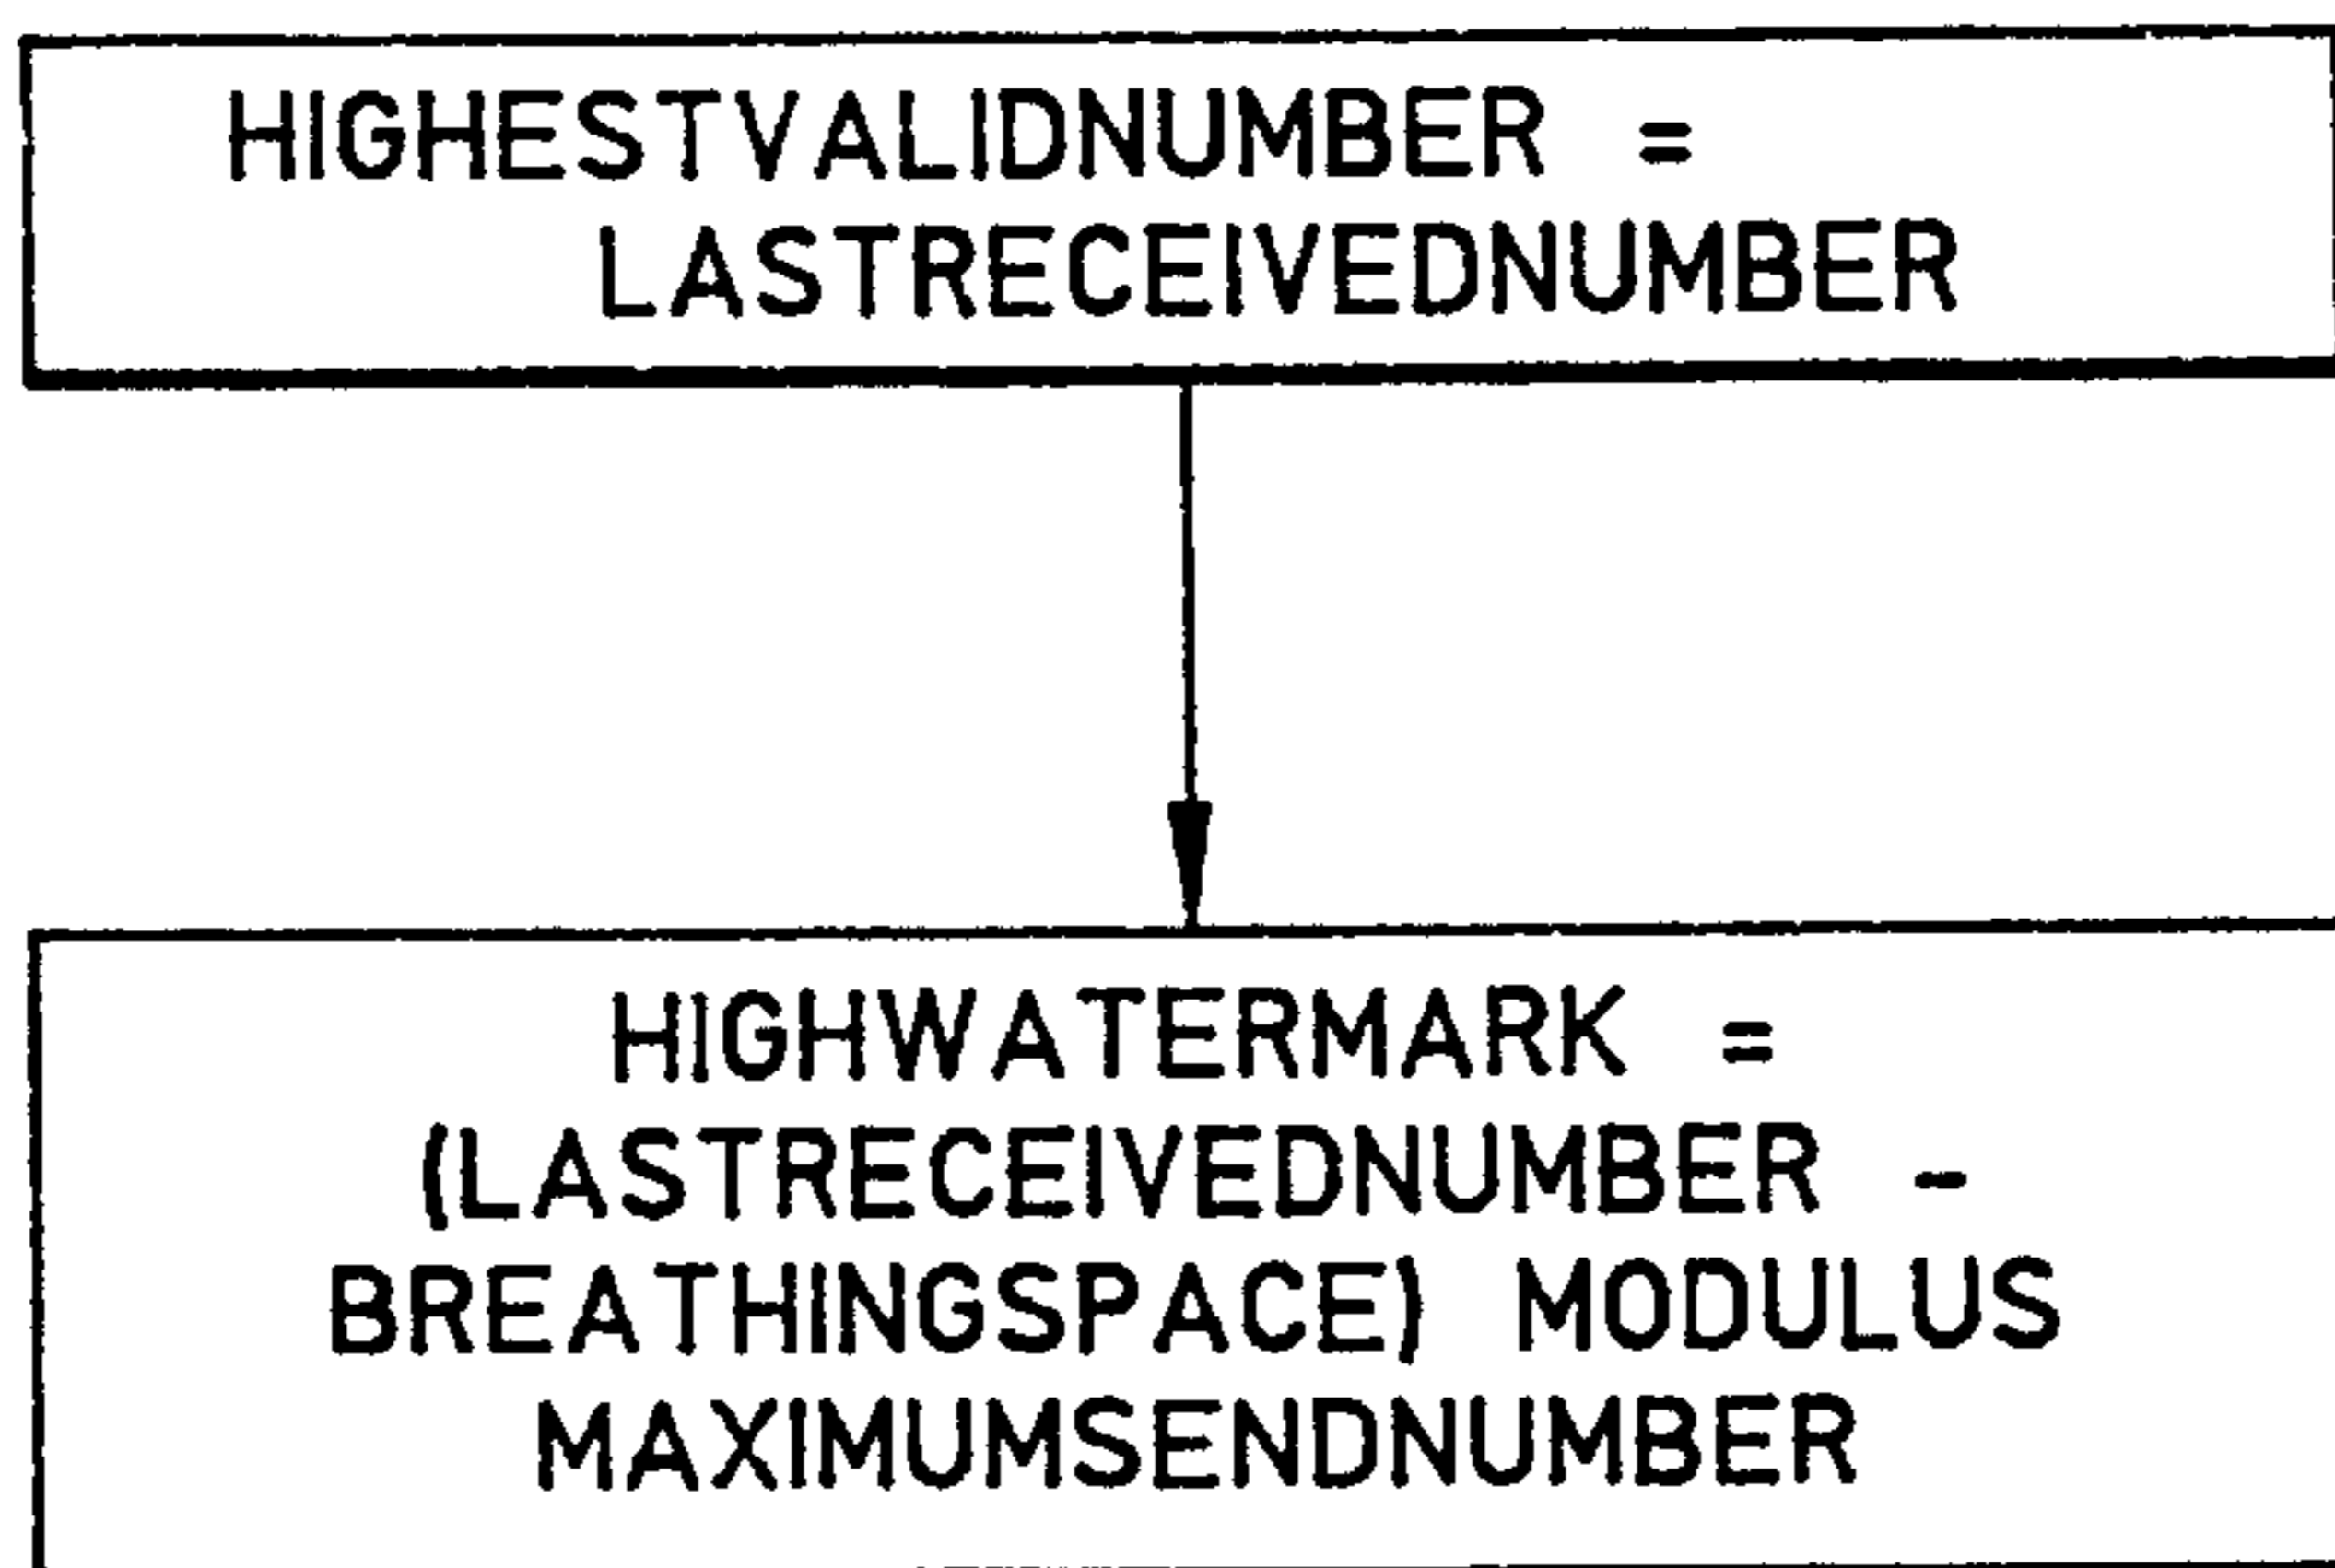 HIGHESTVALIDNUMBER =
LASTRECEIVEDNUMBER
HIGHWATERMARK =
(LASTRECEIVEDNUMBER -
BREATHINGSPACE) MODULUS
MAXIMUMSENDNUMBER